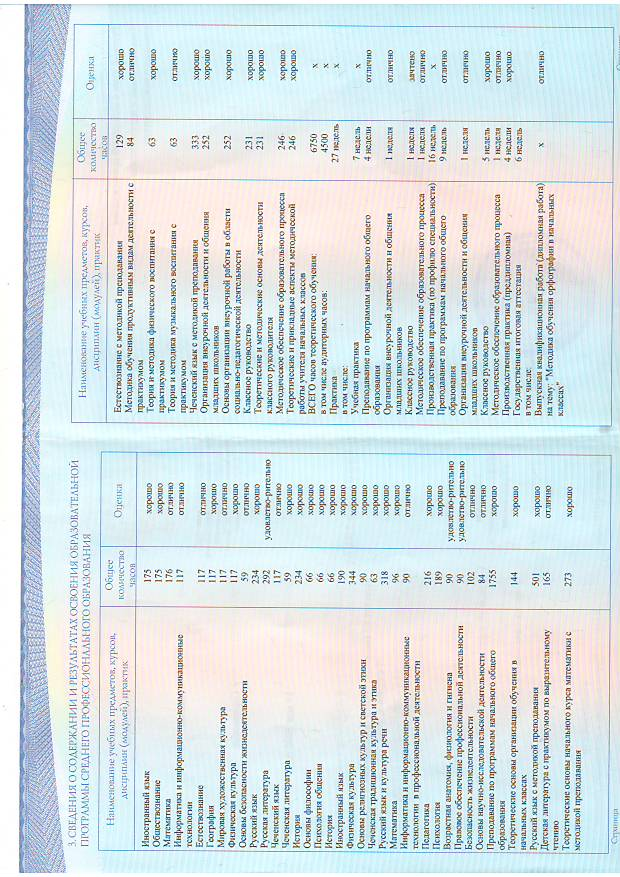 3. СВЕДЕНИЯ О СОДЕРЖАНИИ И РЕЗУЛЬТАТАХ ОСВОЕНИЯ ОБРАЗОВАТЕЛЬНОЙ
ПРОГРАММЫ СРЕДНЕГО ПРОФЕССИОНАЛЬНОГО ОБРАЗОВАНИЯ
Наименование учебных предметов, курсов,
дисциплин (модулей), практик
Общее
количество
часов
Оценка
Иностранный язык 175 хорошо
Обществознание 175 хорошо
Математика 176 отлично
Информатика и информационно-коммуникационные 117 отлично
технологии
Естествознание 117 отлично
География 117 хорошо
Мировая художественная культура 117 отлично
Физическая культура 117 хорошо
Основы безопасности жизнедеятельности 59 отлично
Русский язык 234 хорошо
Русская литература 292 удовлетво-рительно
Чеченский язык 117 отлично
Чеченская литература 59 хорошо
История 234 хорошо
Основы философии 66 хорошо
Психология общения 66 хорошо
История 66 хорошо
Иностранный язык 190 хорошо
Физическая культура 344 хорошо
Основы религиозных культур и светской этики 90 хорошо
Чеченская традиционная культура и этика 63 хорошо
Русский язык и культура речи 318 хорошо
Математика 96 хорошо
Информатика и информационно-коммуникационные 90 отлично
технологии в профессиональной деятельности
Педагогика 216 хорошо
Психология 189 хорошо
Возрастная анатомия, физиология и гигиена 90 удовлетво-рительно
Правовое обеспечение профессиональной деятельности 90 удовлетво-рительно
Безопасность жизнедеятельности 102 отлично
Основы научно-исследовательской деятельности 84 отлично
Преподавание по программам начального общего 1755 хорошо
образования
Теоретические основы организации обучения в 144 хорошо
начальных классах
Русский язык с методикой преподавания 501 хорошо
Детская литература с практикумом по выразительному 165 отлично
чтению
Теоретические основы начального курса математики с 273 хорошо
методикой преподавания
Страница
Наименование учебных предметов, курсов,
дисциплин (модулей), практик
Общее
количество
часов
Оценка
Естествознание с методикой преподавания 129 хорошо
Методика обучения продуктивным видам деятельности с 84 отлично
практикумом
Теория и методика физического воспитания с 63 хорошо
практикумом
Теория и методика музыкального воспитания с 63 отлично
практикумом
Чеченский язык с методикой преподавания 333 хорошо
Организация внеурочной деятельности и общения 252 хорошо
младших школьников
Основы организации внеурочной работы в области 252 хорошо
социально-педагогической деятельности
Классное руководство 231 хорошо
Теоретические и методические основы деятельности 231 хорошо
классного руководителя
Методическое обеспечение образовательного процесса 246 хорошо
Теоретические и прикладные аспекты методической 246 хорошо
работы учителя начальных классов
ВСЕГО часов теоретического обучения: 6750 х
в том числе аудиторных часов: 4500 х
Практика 27 недель х
в том числе:
Учебная практика 7 недель х
Преподавание по программам начального общего 4 недели отлично
образования
Организация внеурочной деятельности и общения 1 неделя отлично
младших школьников
Классное руководство 1 неделя зачтено
Методическое обеспечение образовательного процесса 1 неделя отлично
Производственная практика (по профилю специальности) 16 недель х
Преподавание по программам начального общего 9 недель отлично
образования
Организация внеурочной деятельности и общения 1 неделя отлично
младших школьников
Классное руководство 5 недель хорошо
Методическое обеспечение образовательного процесса 1 неделя отлично
Производственная практика (преддипломная) 4 недели хорошо
Государственная итоговая аттестация 6 недель
в том числе:
Выпускная квалификационная работа (дипломная работа) х отлично
на тему: "Методика обучения орфографии в начальных
классах"